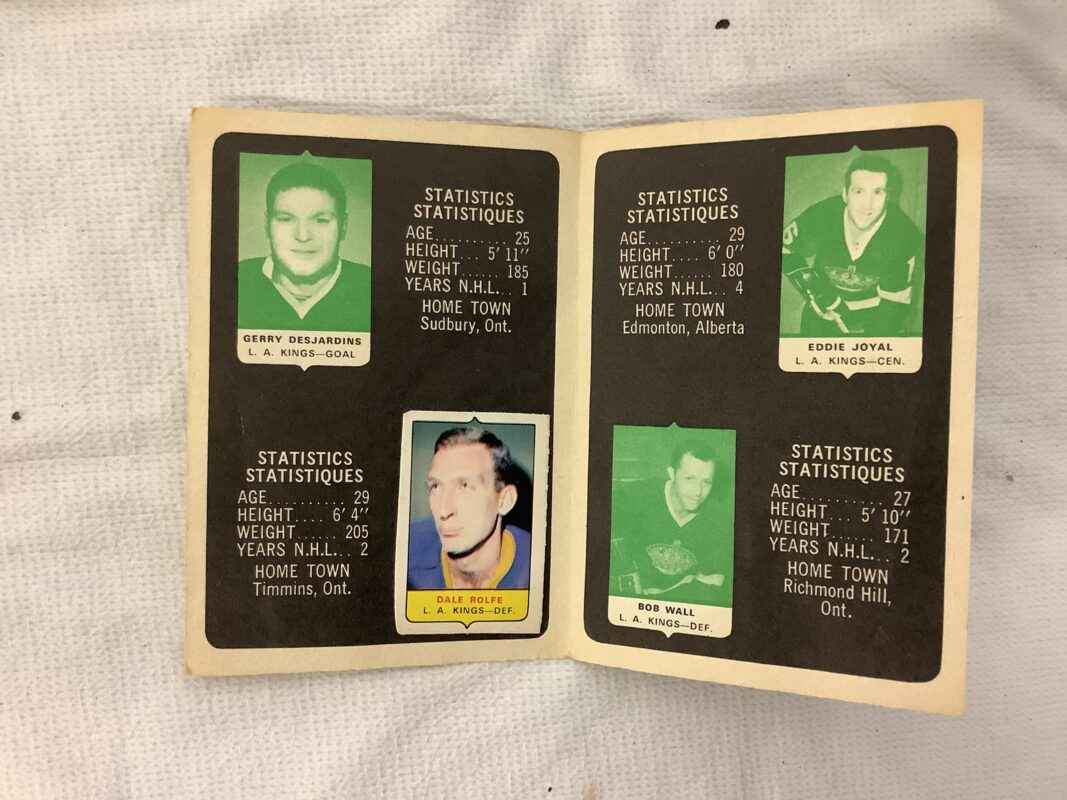 GERRY DESJARDINS
L. A. KINGS—GOAL
STATISTICS
STATISTIQUES
AGE.......... 25
HEIGHT... 5' 11"
WEIGHT...... 185
YEARS N.H.L... 1
HOME TOWN
Sudbury, Ont.
STATISTICS
STATISTIQUES
AGE.......... 29
HEIGHT.... 6' 4"
WEIGHT...... 205
YEARS N.H.L... 2
HOME TOWN
Timmins, Ont.
DALE ROLFE
L. A. KINGS—DEF.
STATISTICS
STATISTIQUES
AGE.......... 29
HEIGHT.... 6' 0"
WEIGHT...... 180
YEARS N.H.L... 4
HOME TOWN
Edmonton, Alberta
EDDIE JOYAL
L. A. KINGS—CEN.
BOB WALL
L. A. KINGS—DEF.
STATISTICS
STATISTIQUES
AGE.......... 27
HEIGHT... 5' 10"
WEIGHT...... 171
YEARS N.H.L... 2
HOME TOWN
Richmond Hill,
Ont.